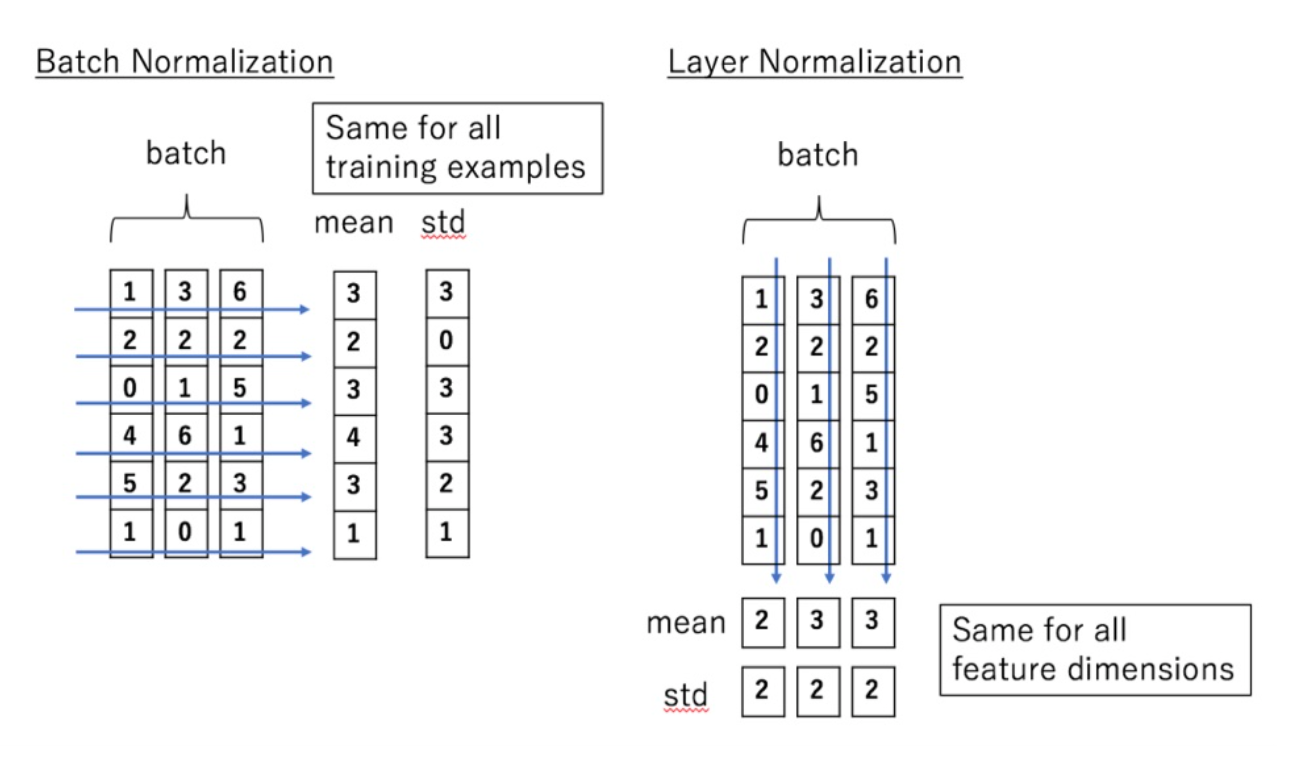 Batch Normalization
Same for all
training examples
batch
mean std
1 3 6 3 3
2 2 2 2 0
0 1 5 3 3
4 6 1 4 3
5 2 3 3 2
1 0 1 1 1
Layer Normalization
batch
1 3 6
2 2 2
0 1 5
4 6 1
5 2 3
1 0 1
mean 2 3 3
std 2 2 2
Same for all
feature dimensions